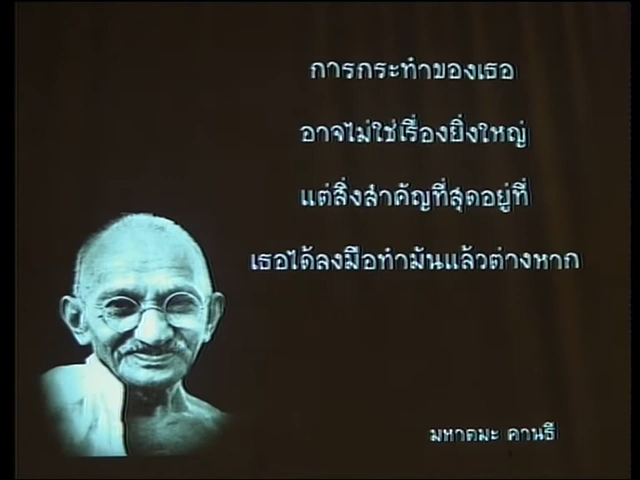 การกระทำของเธอ
อาจไม่ใช่เรื่องยิ่งใหญ่
แต่สิ่งสำคัญที่สุดอยู่ที่
เธอได้ลงมือทำมันแล้วต่างหาก
มหาตมะ คานธี